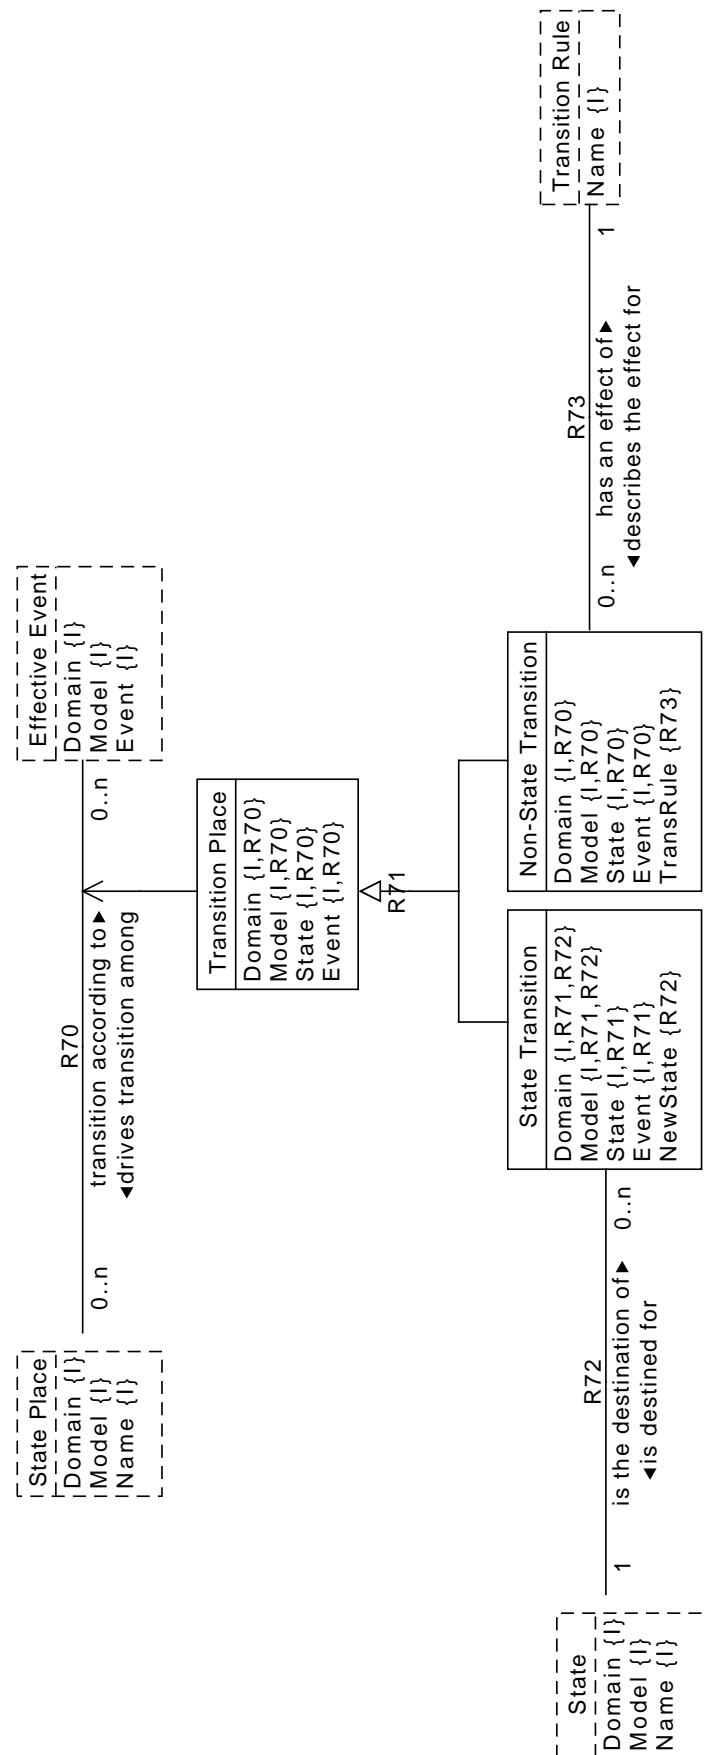 State Place
Domain {I}
Model {I}
Name {I}
0..n
R70
transition according to ►
◄drives transition among
0..n
Effective Event
Domain {I}
Model {I}
Event {I}
Transition Place
Domain {I,R70}
Model {I,R70}
State {I,R70}
Event {I,R70}
R71
State
Domain {I}
Model {I}
Name {I}
1
R72
is the destination of►
◄is destined for
0..n
State Transition
Domain {I,R71,R72}
Model {I,R71,R72}
State {I,R71}
Event {I,R71}
NewState {R72}
Non-State Transition
Domain {I,R70}
Model {I,R70}
State {I,R70}
Event {I,R70}
TransRule {R73}
0..n
R73
has an effect of►
◄describes the effect for
1
Transition Rule
Name {I}